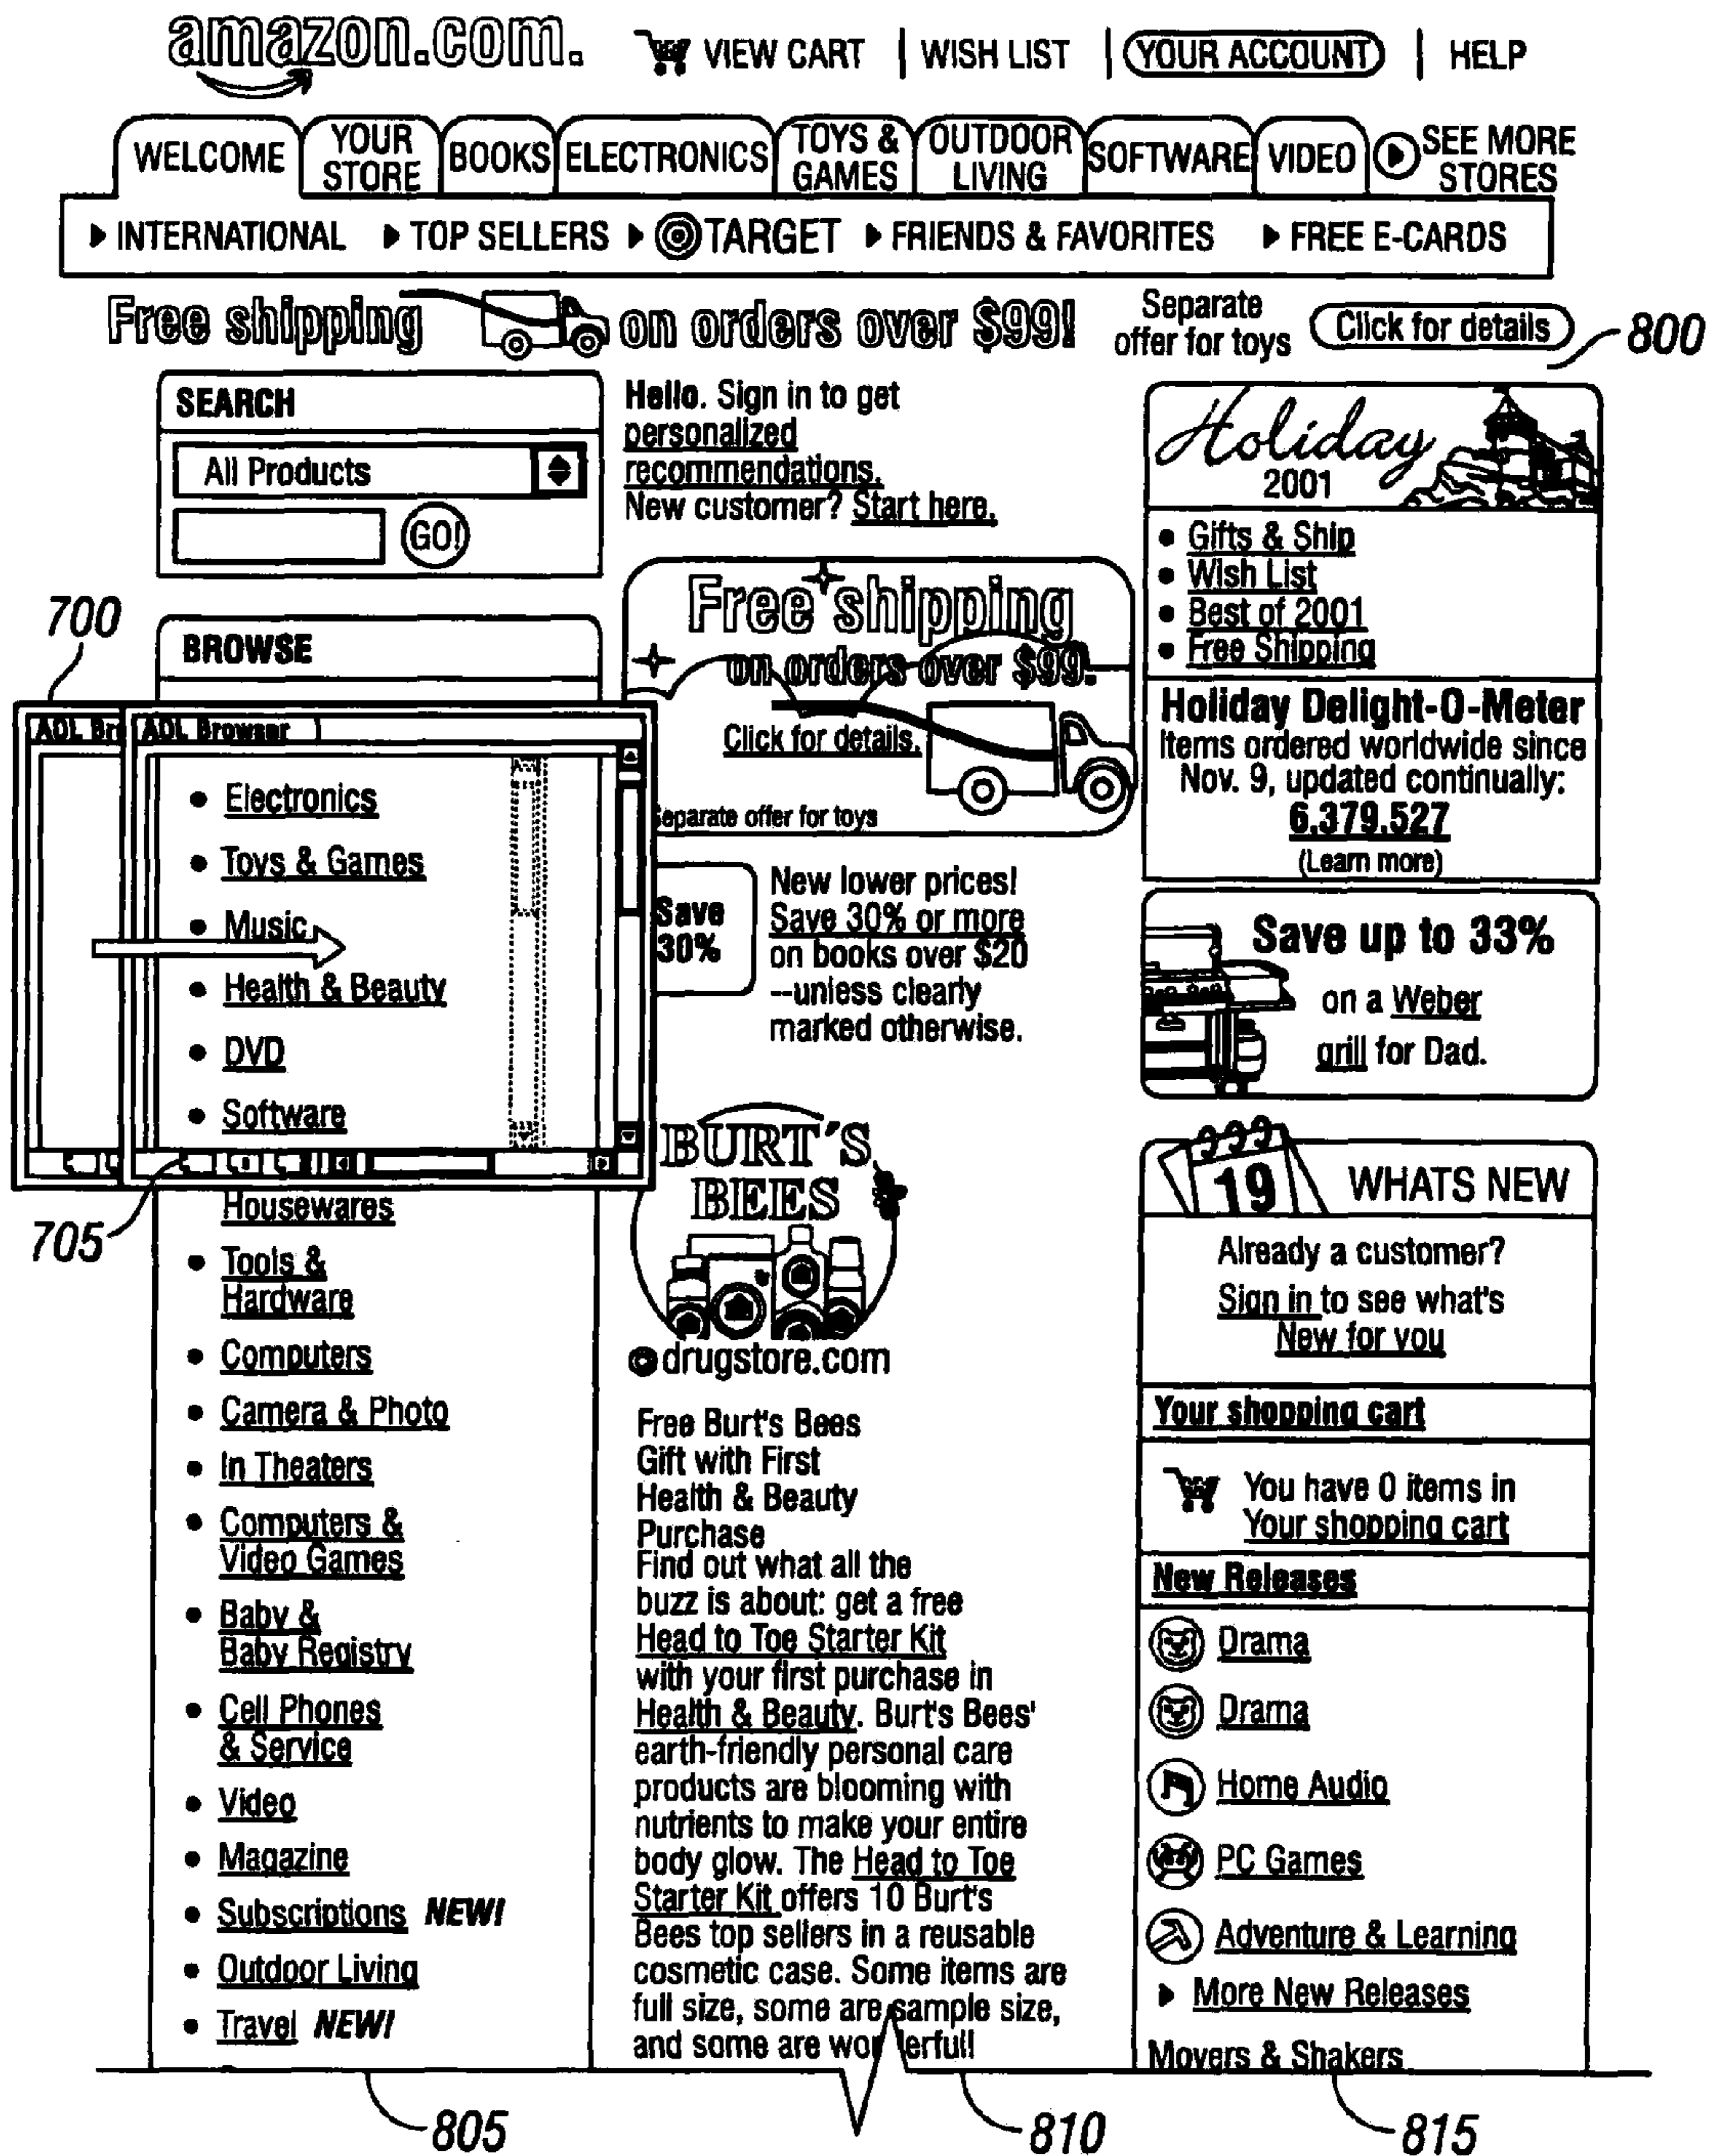 amazon.com.
VIEW CART | WISH LIST | YOUR ACCOUNT | HELP
WELCOME
YOUR
STORE
BOOKS
ELECTRONICS
TOYS &
GAMES
OUTDOOR
LIVING
SOFTWARE
VIDEO
SEE MORE
STORES
INTERNATIONAL
TOP SELLERS
TARGET
FRIENDS & FAVORITES
FREE E-CARDS
Free shipping on orders over $99!
Separate
offer for toys
Click for details
800
SEARCH
All Products
GO!
700
BROWSE
AOL Bro
AOL Browser
• Electronics
• Toys & Games
• Music
• Health & Beauty
• DVD
• Software
705
Housewares
• Tools &
Hardware
• Computers
• Camera & Photo
• In Theaters
• Computers &
Video Games
• Baby &
Baby Registry
• Cell Phones
& Service
• Video
• Magazine
• Subscriptions NEW!
• Outdoor Living
• Travel NEW!
805
Hello. Sign in to get
personalized
recommendations.
New customer? Start here.
Free shipping
on orders over $99.
Click for details.
eparate offer for toys
Save
30%
New lower prices!
Save 30% or more
on books over $20
--unless clearly
marked otherwise.
BURT'S
BEES
drugstore.com
Free Burt's Bees
Gift with First
Health & Beauty
Purchase
Find out what all the
buzz is about: get a free
Head to Toe Starter Kit
with your first purchase in
Health & Beauty. Burt's Bees'
earth-friendly personal care
products are blooming with
nutrients to make your entire
body glow. The Head to Toe
Starter Kit offers 10 Burt's
Bees top sellers in a reusable
cosmetic case. Some items are
full size, some are sample size,
and some are wonderful!
810
Holiday
2001
• Gifts & Ship
• Wish List
• Best of 2001
• Free Shipping
Holiday Delight-O-Meter
Items ordered worldwide since
Nov. 9, updated continually:
6,379,527
(Learn more)
Save up to 33%
on a Weber
grill for Dad.
19
WHATS NEW
Already a customer?
Sign in to see what's
New for you
Your shopping cart
You have 0 items in
Your shopping cart
New Releases
Drama
Drama
Home Audio
PC Games
Adventure & Learning
More New Releases
Movers & Shakers
815